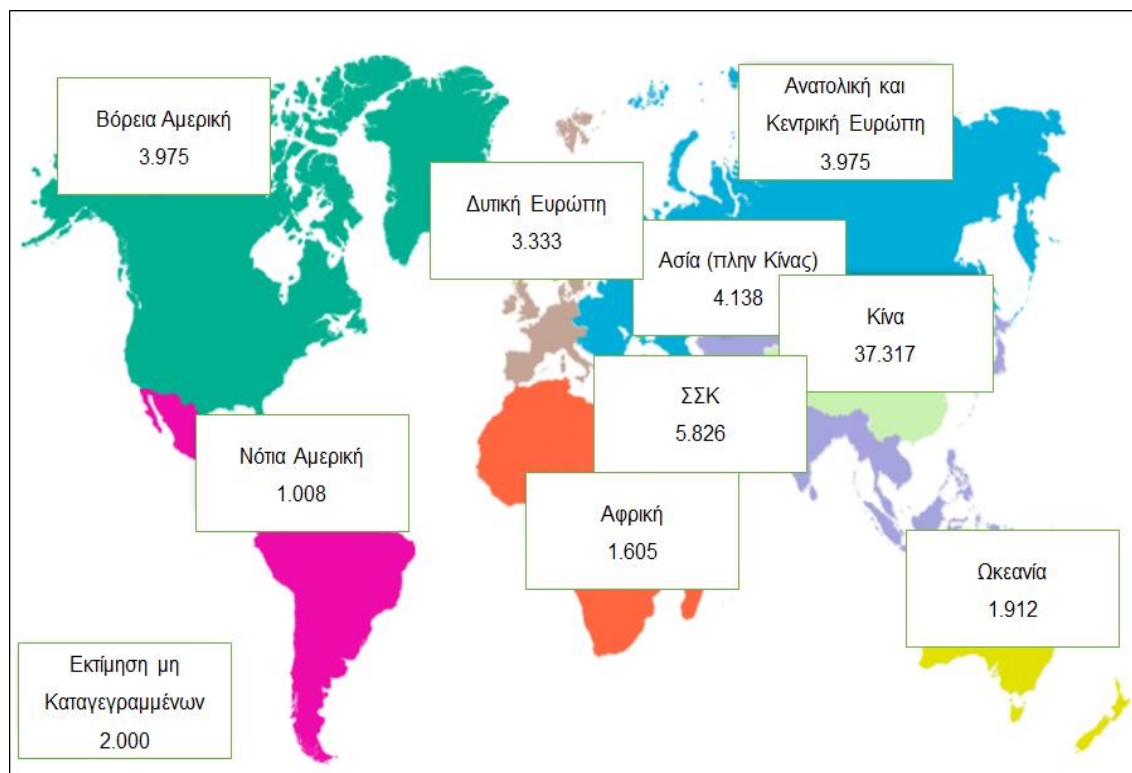 Βόρεια Αμερική
3.975
Ανατολική και
Κεντρική Ευρώπη
3.975
Δυτική Ευρώπη
3.333
Ασία (πλην Κίνας)
4.138
Κίνα
37.317
ΣΣΚ
5.826
Νότια Αμερική
1.008
Αφρική
1.605
Ωκεανία
1.912
Εκτίμηση μη
Καταγεγραμμένων
2.000